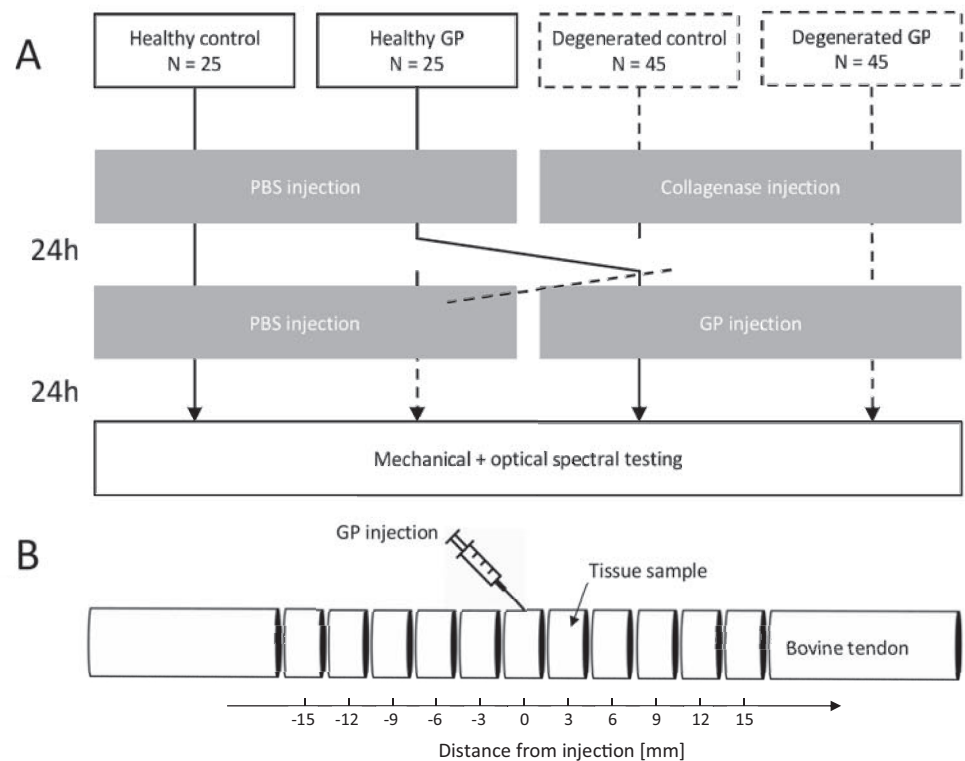 A
Healthy control
N = 25
Healthy GP
N = 25
Degenerated control
N = 45
Degenerated GP
N = 45
PBS injection
Collagenase injection
24h
PBS injection
GP injection
24h
Mechanical + optical spectral testing
B
GP injection
Tissue sample
Bovine tendon
-15 -12 -9 -6 -3 0 3 6 9 12 15
Distance from injection [mm]